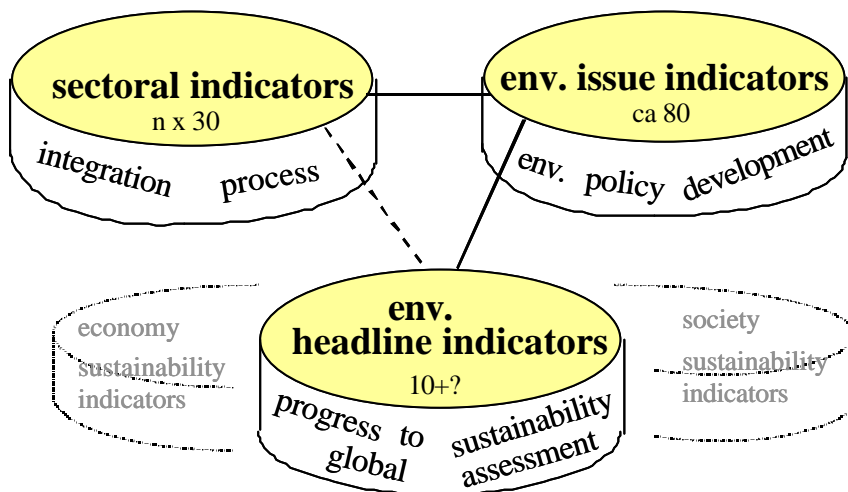 sectoral indicators
n x 30
integration process
env. issue indicators
ca 80
env. policy development
economy
sustainability
indicators
env.
headline indicators
10+?
progress to sustainability
global assessment
society
sustainability
indicators